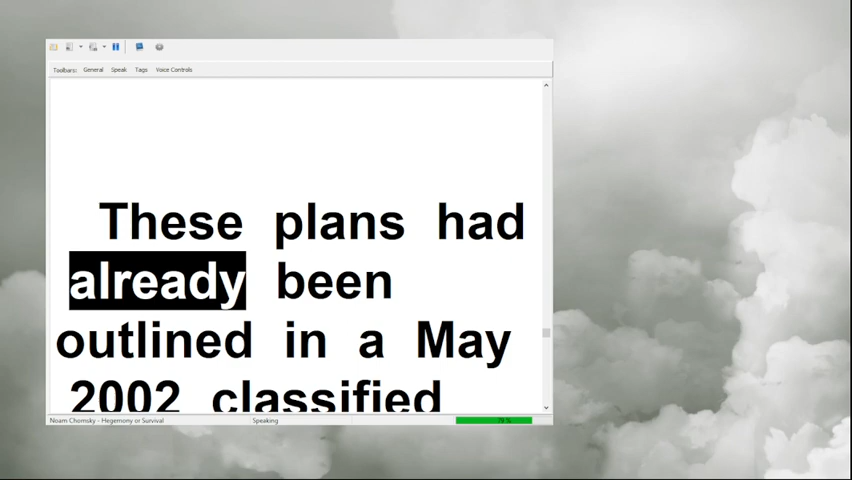 Toolbars: General Speak Tags Voice Controls
These plans had
already been
outlined in a May
2002 classified
Noam Chomsky - Hegemony or Survival Speaking 79 %